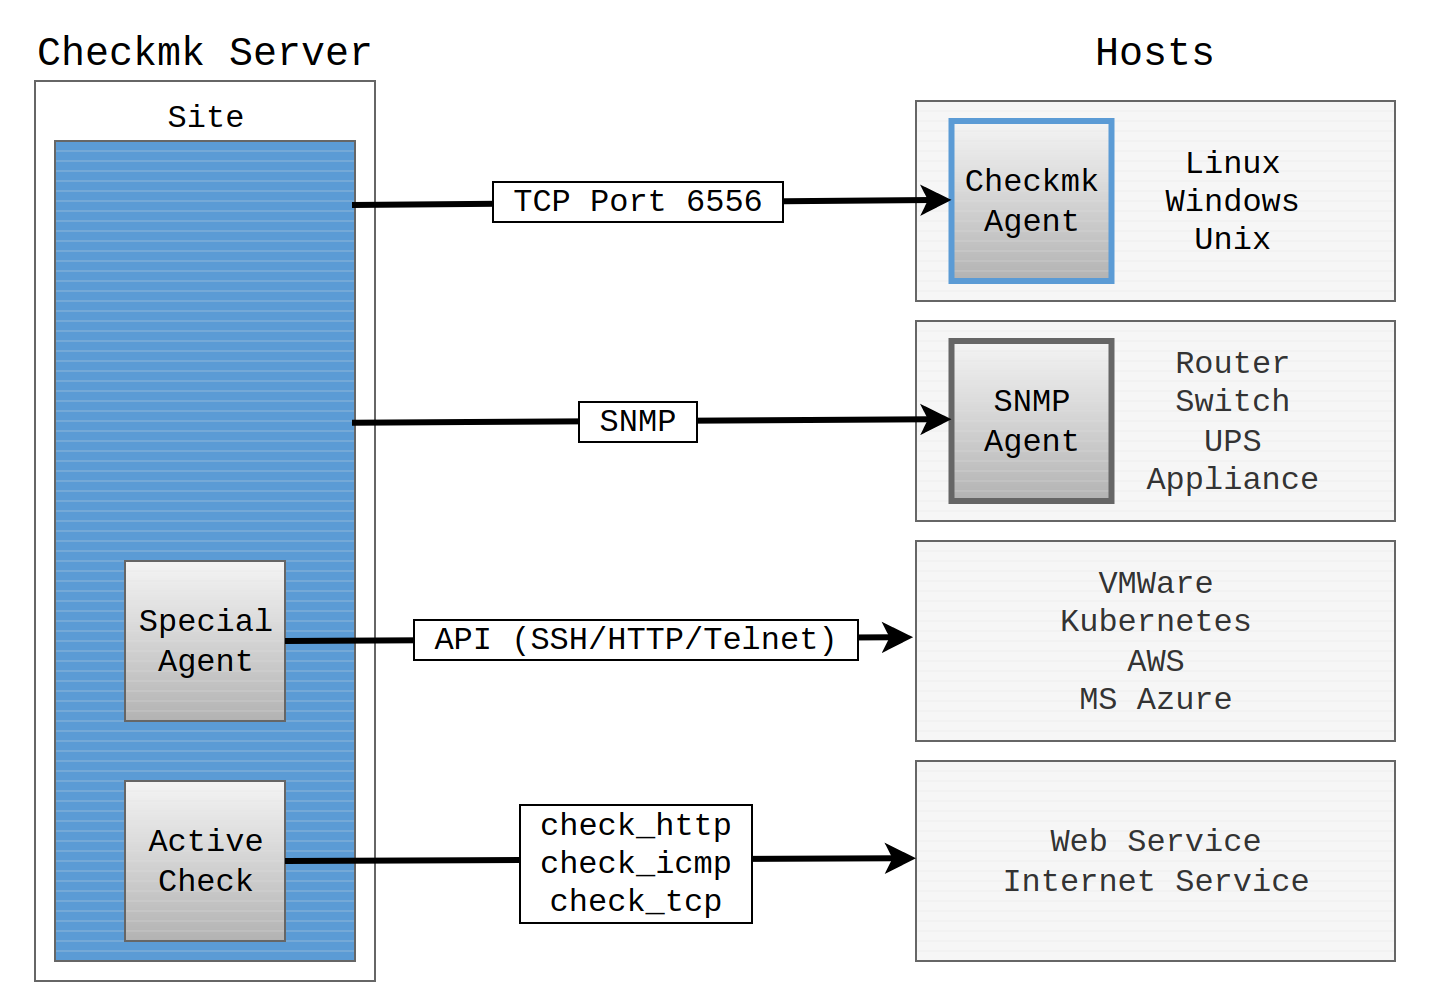 Checkmk Server
Hosts
Site
TCP Port 6556
Checkmk
Agent
Linux
Windows
Unix
SNMP
SNMP
Agent
Router
Switch
UPS
Appliance
Special
Agent
API (SSH/HTTP/Telnet)
VMWare
Kubernetes
AWS
MS Azure
Active
Check
check_http
check_icmp
check_tcp
Web Service
Internet Service